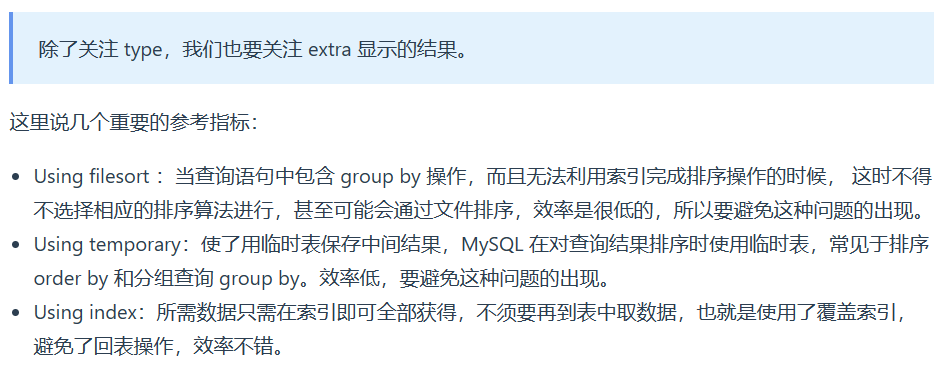 除了关注 type，我们也要关注 extra 显示的结果。
这里说几个重要的参考指标：
Using filesort ：当查询语句中包含 group by 操作，而且无法利用索引完成排序操作的时候， 这时不得
不选择相应的排序算法进行，甚至可能会通过文件排序，效率是很低的，所以要避免这种问题的出现。
Using temporary：使了用临时表保存中间结果，MySQL 在对查询结果排序时使用临时表，常见于排序
order by 和分组查询 group by。效率低，要避免这种问题的出现。
Using index：所需数据只需在索引即可全部获得，不须要再到表中取数据，也就是使用了覆盖索引，
避免了回表操作，效率不错。